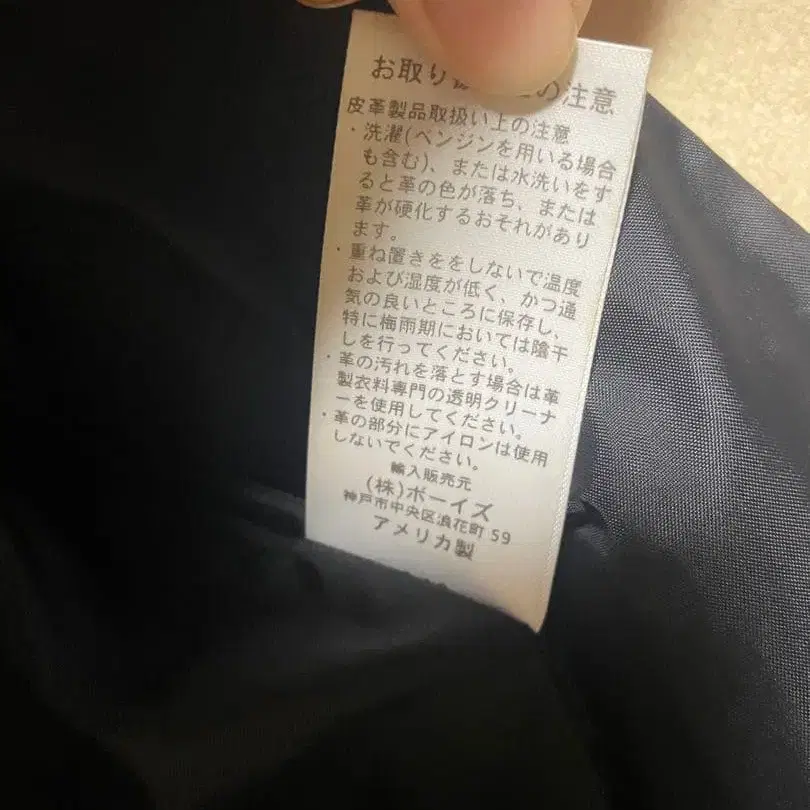 お取り の注意
皮革製品取扱い上の注意
・洗濯(ベンジンを用いる場合
も含む)、または水洗いをす
ると革の色が落ち、または
革が硬化するおそれがあり
ます。
・重ね置きををしないで温度
および湿度が低く、かつ通
気の良いところに保存し、
特に梅雨期においては陰干
しを行ってください。
・革の汚れを落とす場合は革
製衣料専門の透明クリーナ
ーを使用してください。
・革の部分にアイロンは使用
しないでください。
輸入販売元
(株)ボーイズ
神戸市中央区浪花町 59
アメリカ製